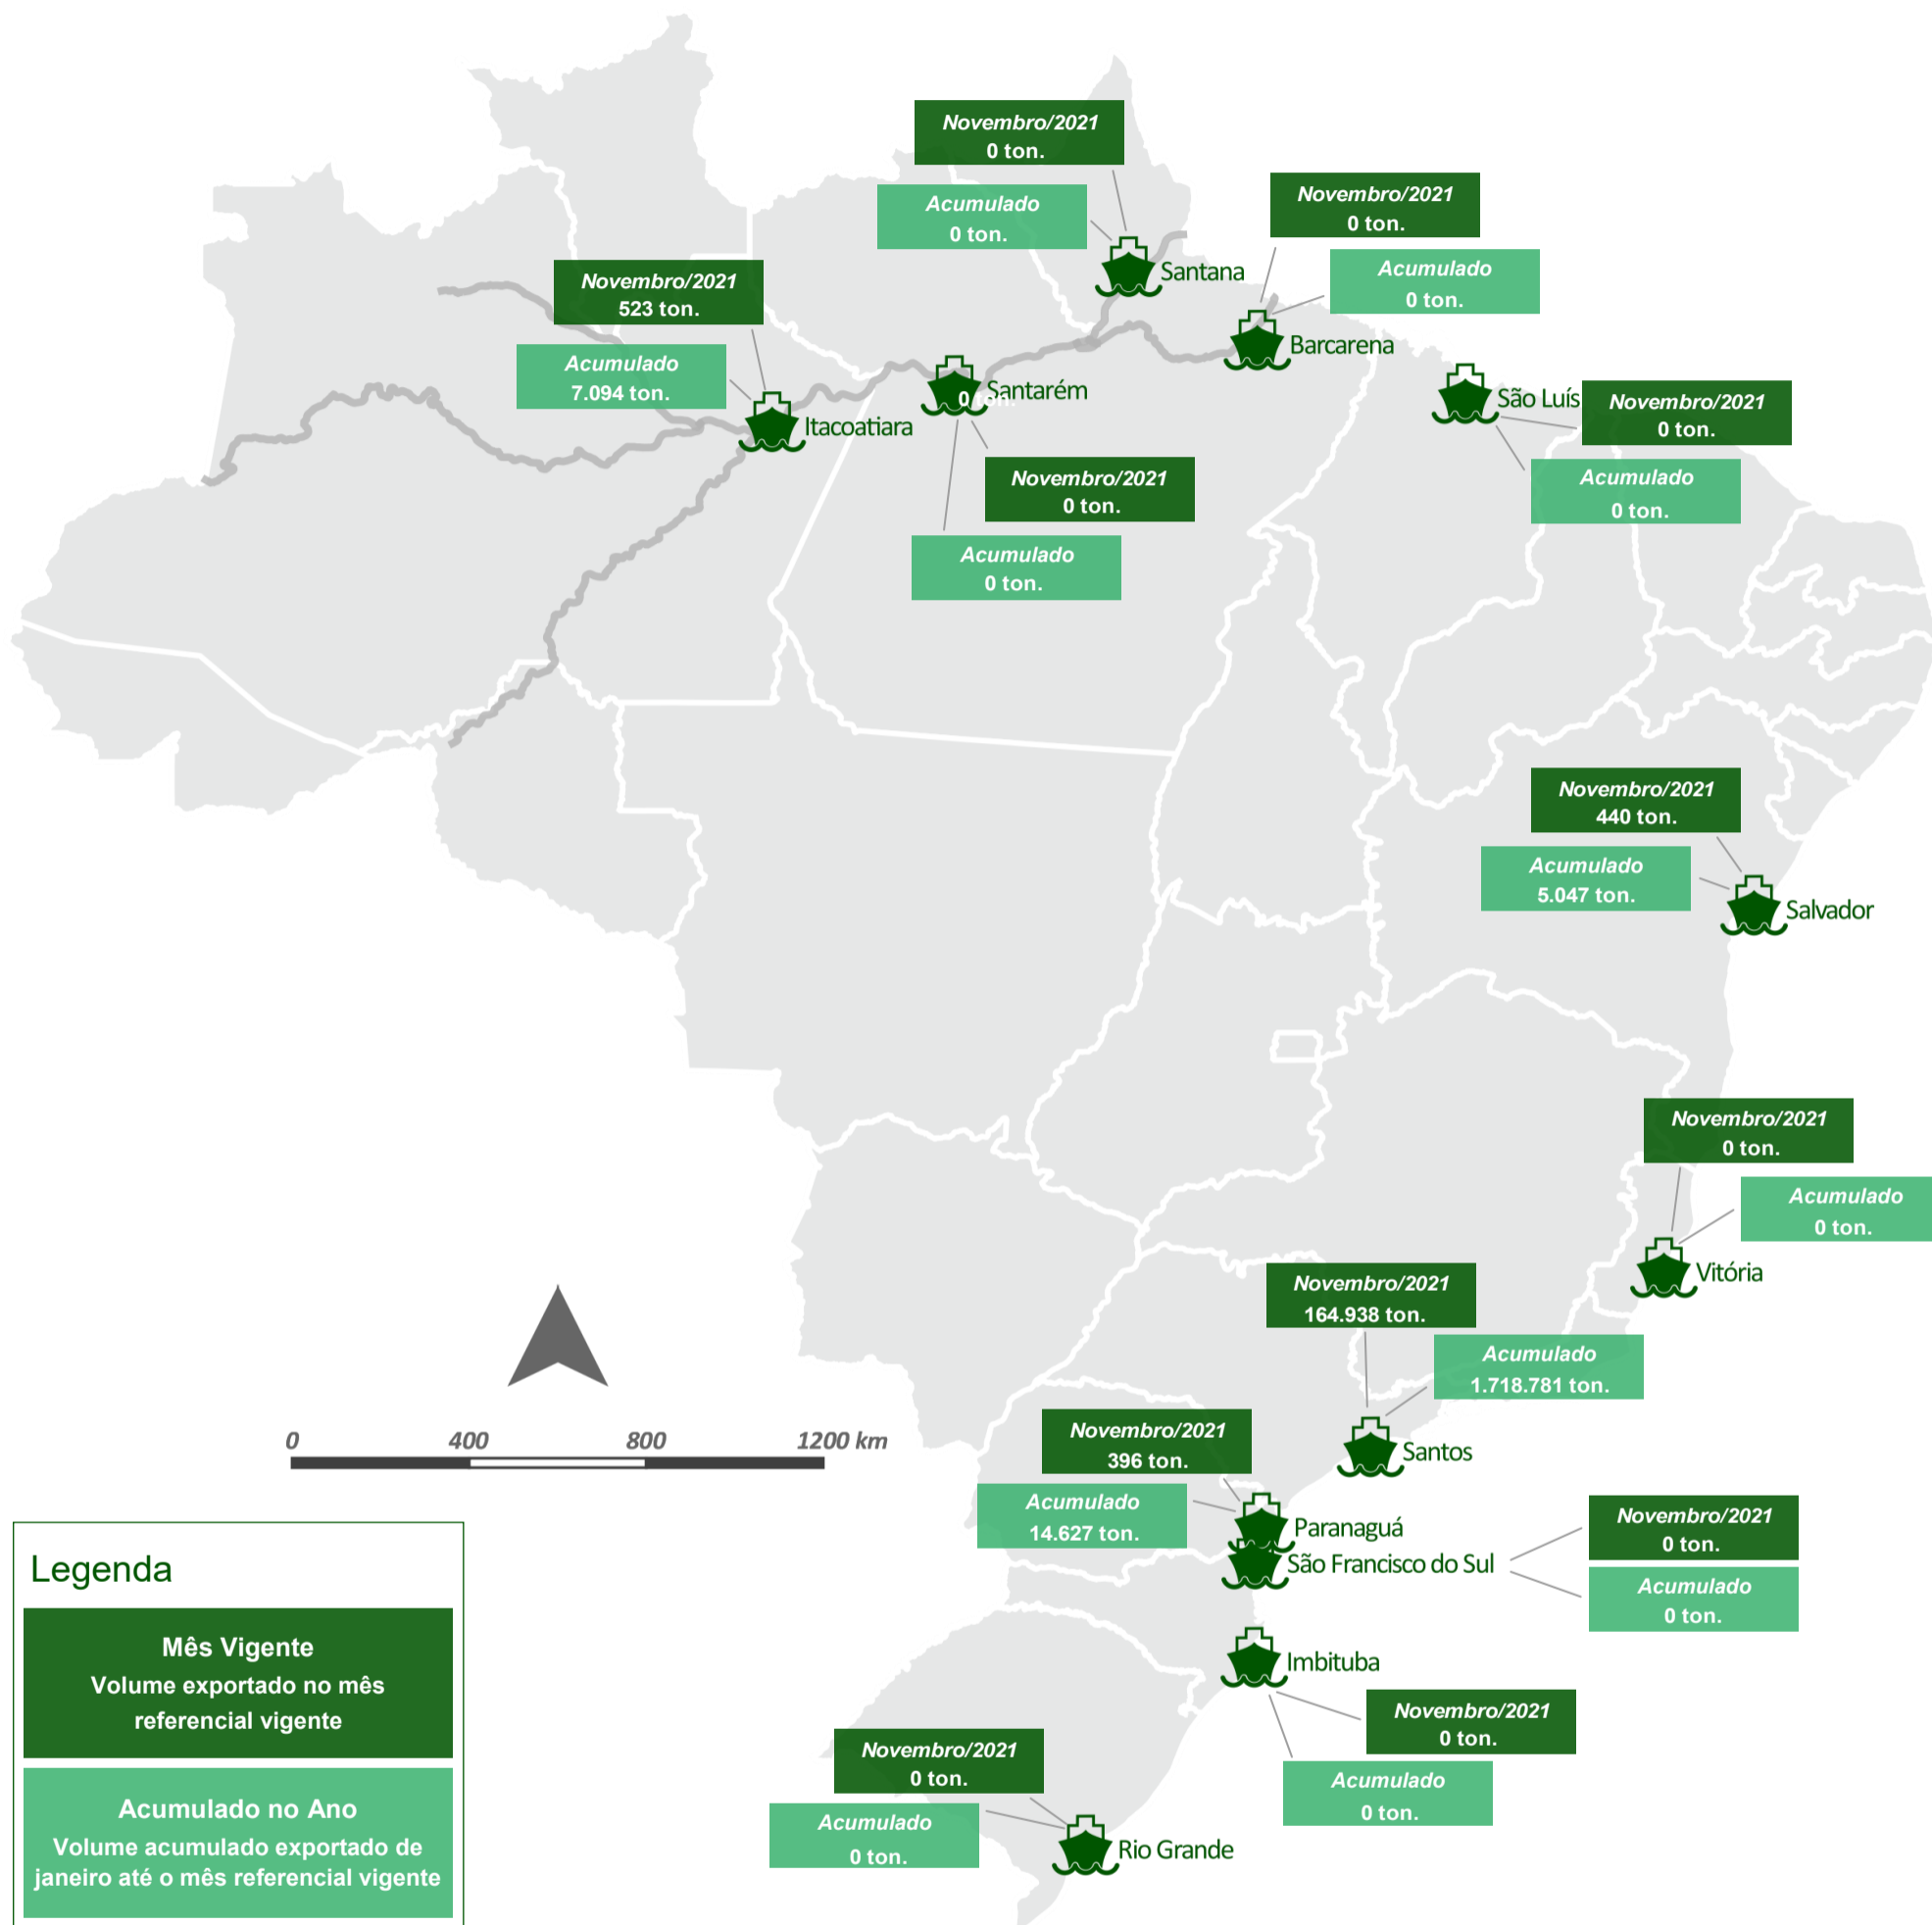 Novembro/2021
0 ton.
Acumulado
0 ton.
Santana
Novembro/2021
0 ton.
Acumulado
0 ton.
Barcarena
Novembro/2021
523 ton.
Acumulado
7.094 ton.
Itacoatiara
Santarém
0 ton.
Novembro/2021
0 ton.
Acumulado
0 ton.
São Luís
Novembro/2021
0 ton.
Acumulado
0 ton.
Novembro/2021
440 ton.
Acumulado
5.047 ton.
Salvador
Novembro/2021
0 ton.
Acumulado
0 ton.
Vitória
Novembro/2021
164.938 ton.
Acumulado
1.718.781 ton.
Santos
Novembro/2021
396 ton.
Acumulado
14.627 ton.
Paranaguá
São Francisco do Sul
Novembro/2021
0 ton.
Acumulado
0 ton.
Imbituba
Novembro/2021
0 ton.
Acumulado
0 ton.
Novembro/2021
0 ton.
Acumulado
0 ton.
Rio Grande
0 400 800 1200 km
Legenda
Mês Vigente
Volume exportado no mês
referencial vigente
Acumulado no Ano
Volume acumulado exportado de
janeiro até o mês referencial vigente